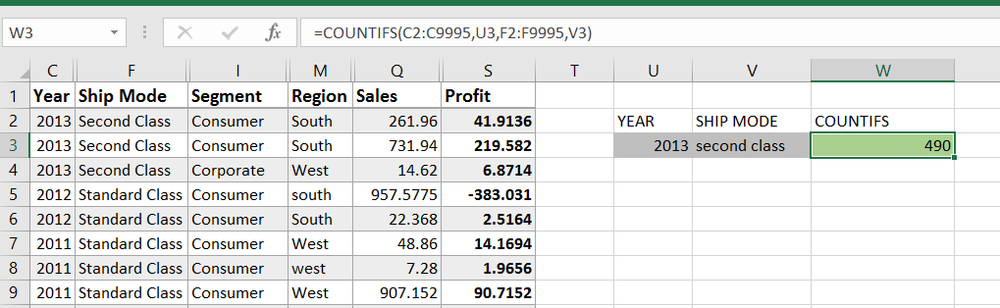 W3 fx =COUNTIFS(C2:C9995,U3,F2:F9995,V3)
C F I M Q S T U V W
1 Year Ship Mode Segment Region Sales Profit
2 2013 Second Class Consumer South 261.96 41.9136 YEAR SHIP MODE COUNTIFS
3 2013 Second Class Consumer South 731.94 219.582 2013 second class 490
4 2013 Second Class Corporate West 14.62 6.8714
5 2012 Standard Class Consumer south 957.5775 -383.031
6 2012 Standard Class Consumer South 22.368 2.5164
7 2011 Standard Class Consumer West 48.86 14.1694
8 2011 Standard Class Consumer west 7.28 1.9656
9 2011 Standard Class Consumer West 907.152 90.7152